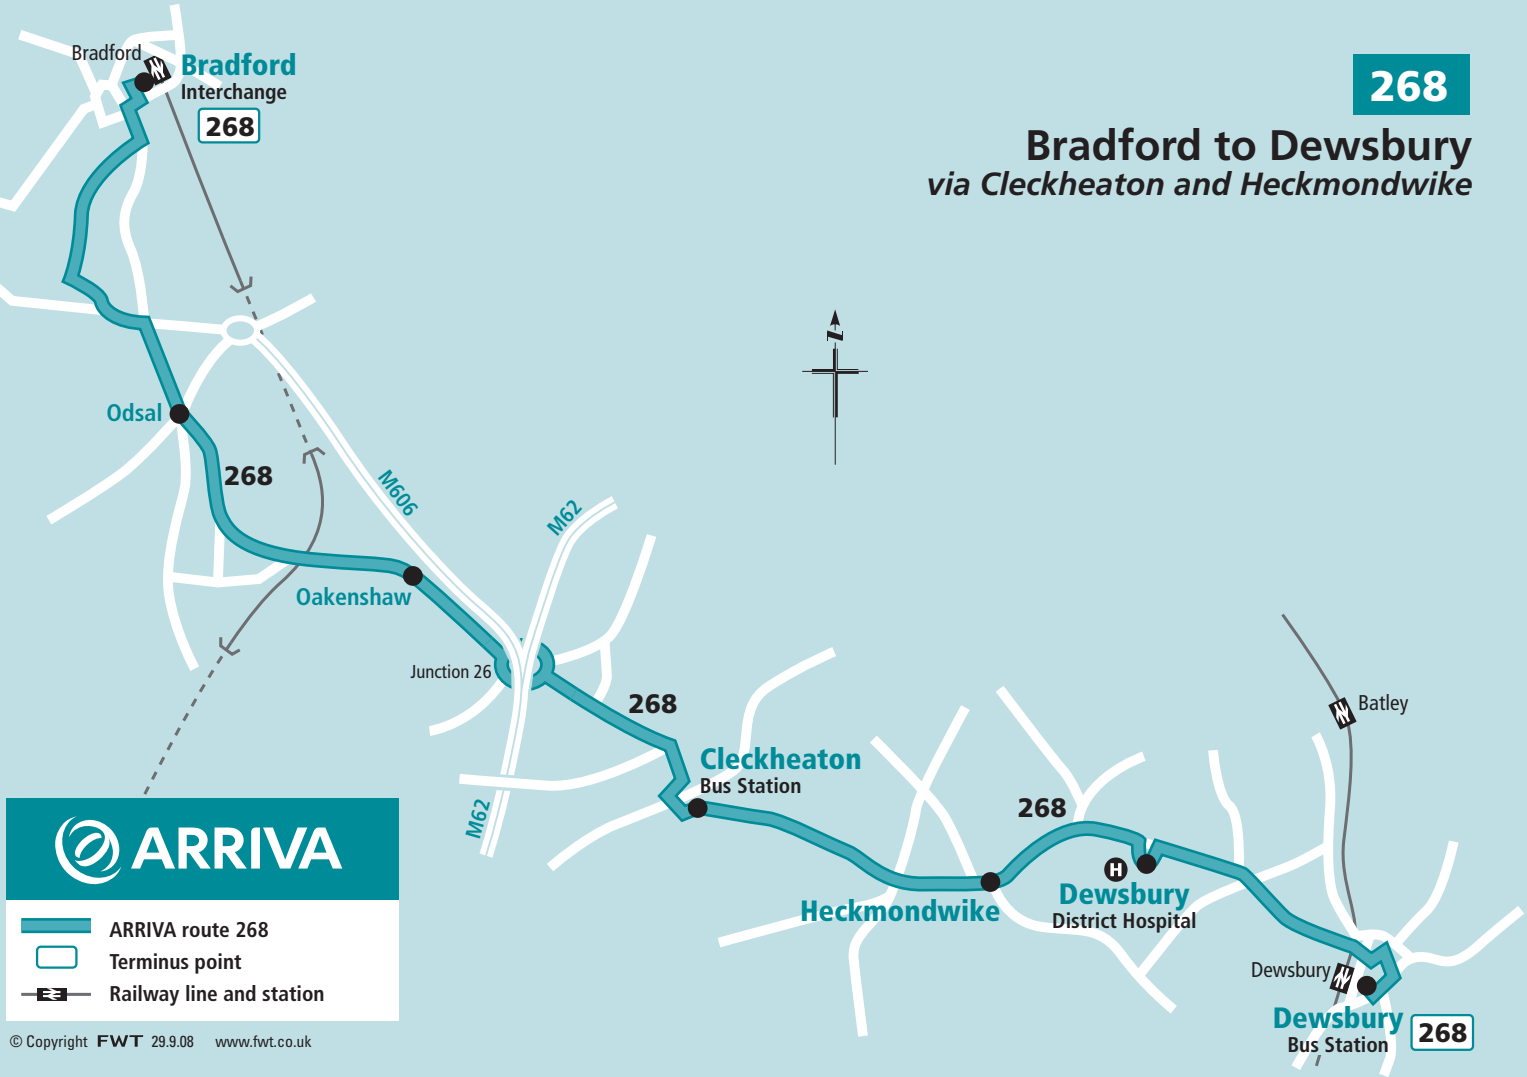 268
Bradford to Dewsbury
via Cleckheaton and Heckmondwike
Bradford
Bradford
Interchange
268
n
Odsal
268
M606
M62
Oakenshaw
Junction 26
268
Cleckheaton
Bus Station
M62
Batley
268
H
Dewsbury
District Hospital
Heckmondwike
Dewsbury
Dewsbury
Bus Station
268
ARRIVA
ARRIVA route 268
Terminus point
Railway line and station
© Copyright FWT 29.9.08 www.fwt.co.uk